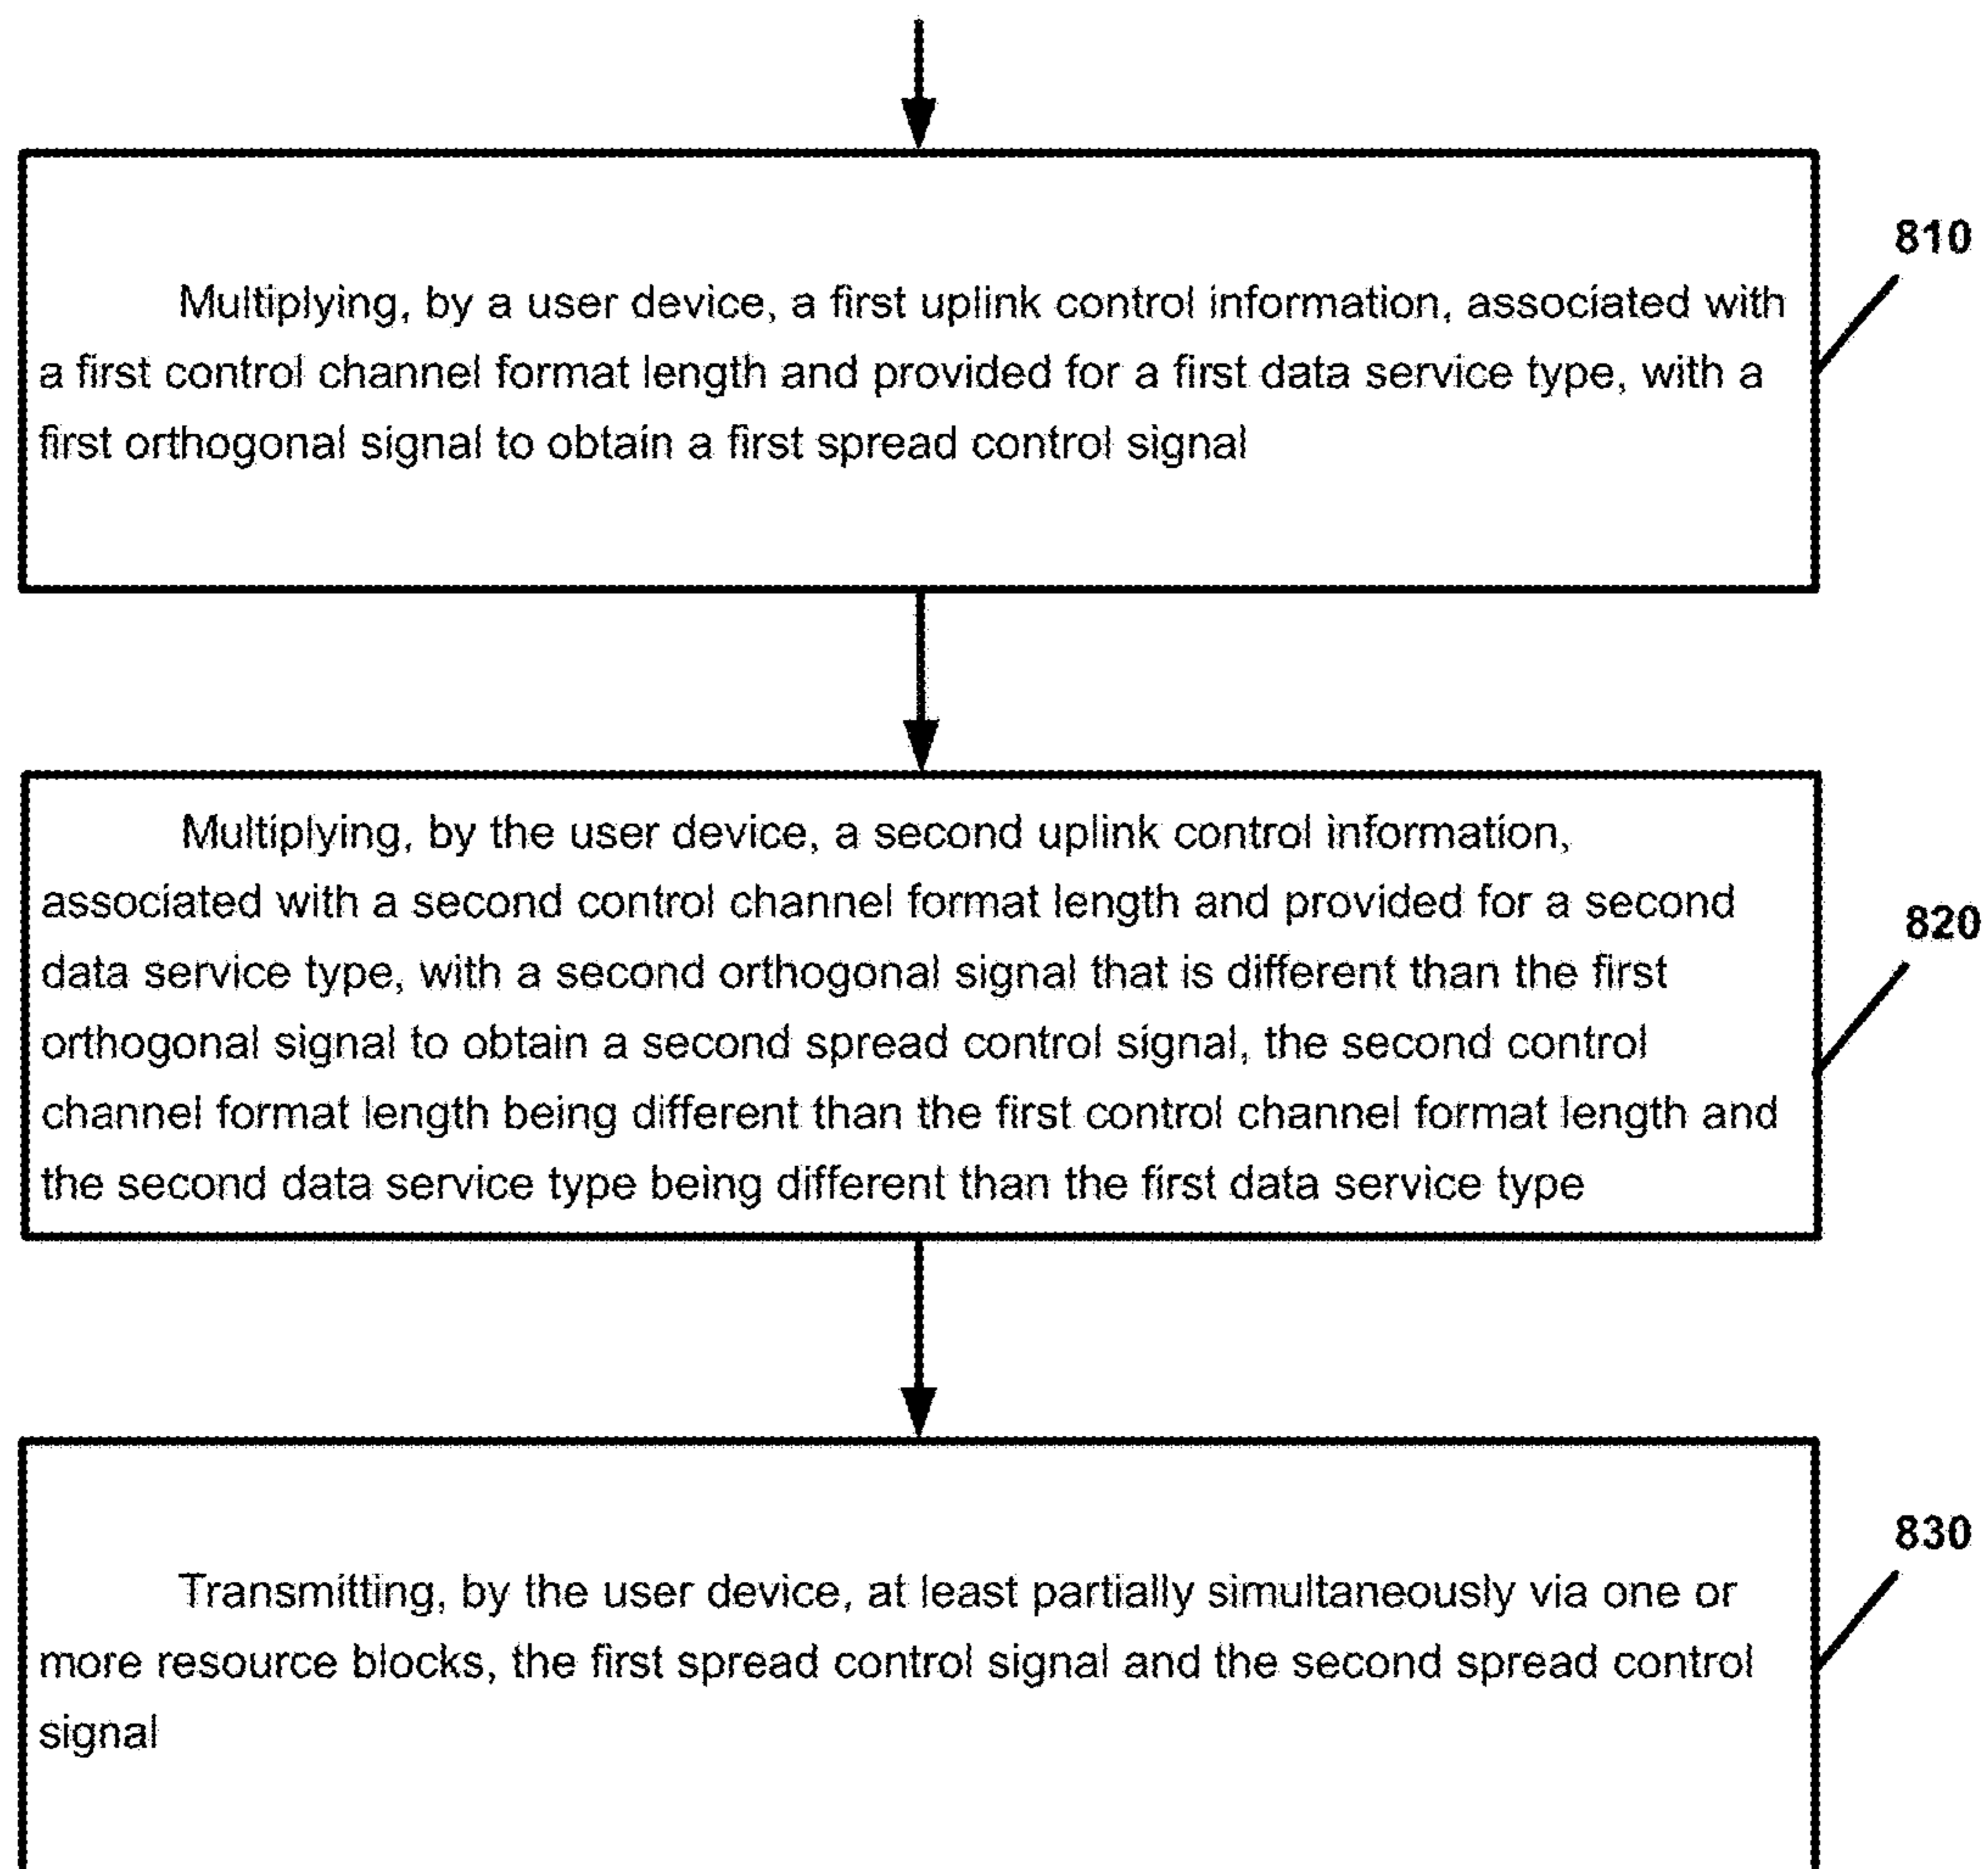 810
Multiplying, by a user device, a first uplink control information, associated with
a first control channel format length and provided for a first data service type, with a
first orthogonal signal to obtain a first spread control signal
820
Multiplying, by the user device, a second uplink control information,
associated with a second control channel format length and provided for a second
data service type, with a second orthogonal signal that is different than the first
orthogonal signal to obtain a second spread control signal, the second control
channel format length being different than the first control channel format length and
the second data service type being different than the first data service type
830
Transmitting, by the user device, at least partially simultaneously via one or
more resource blocks, the first spread control signal and the second spread control
signal